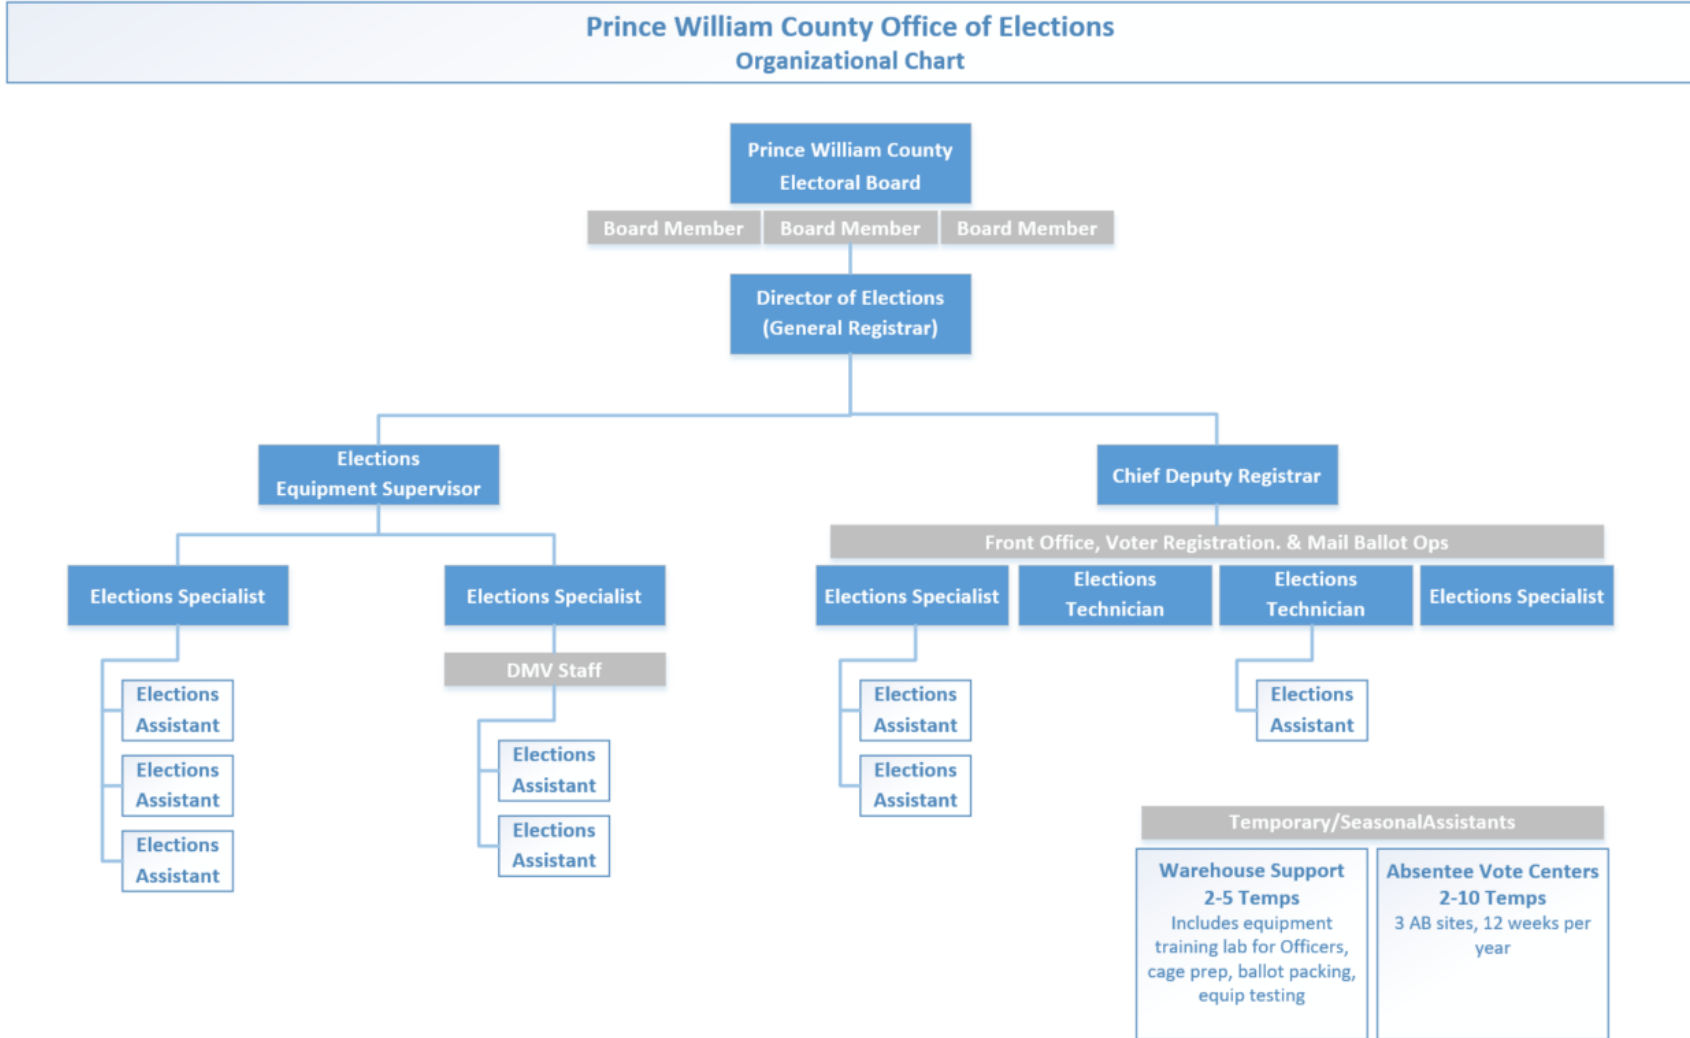 Prince William County Office of Elections
Organizational Chart
Prince William County
Electoral Board
Board Member
Board Member
Board Member
Director of Elections
(General Registrar)
Elections
Equipment Supervisor
Chief Deputy Registrar
Front Office, Voter Registration. & Mail Ballot Ops
Elections Specialist
Elections Specialist
Elections Specialist
Elections
Technician
Elections
Technician
Elections Specialist
DMV Staff
Elections
Assistant
Elections
Assistant
Elections
Assistant
Elections
Assistant
Elections
Assistant
Elections
Assistant
Elections
Assistant
Elections
Assistant
Temporary/SeasonalAssistants
Warehouse Support
2-5 Temps
Includes equipment
training lab for Officers,
cage prep, ballot packing,
equip testing
Absentee Vote Centers
2-10 Temps
3 AB sites, 12 weeks per
year